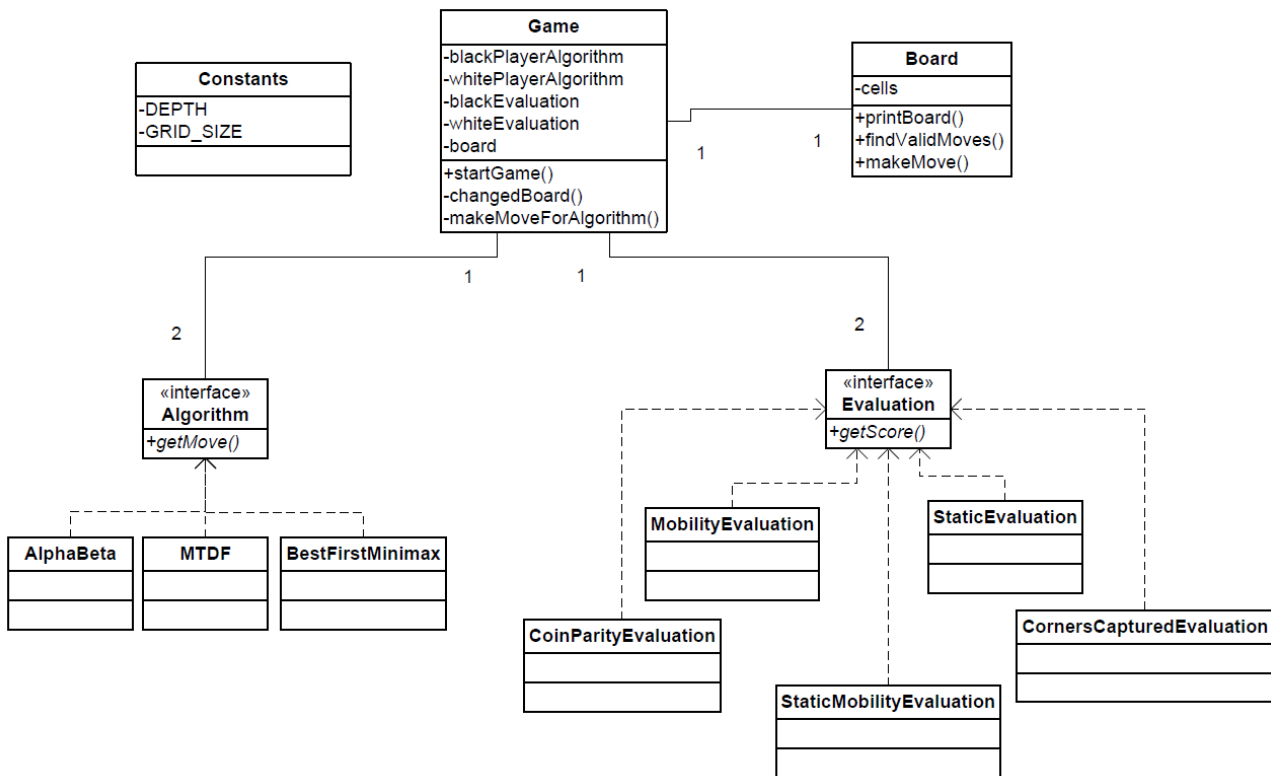 Game
-blackPlayerAlgorithm
-whitePlayerAlgorithm
-blackEvaluation
-whiteEvaluation
-board
+startGame()
-changedBoard()
-makeMoveForAlgorithm()
Constants
-DEPTH
-GRID_SIZE
Board
-cells
+printBoard()
+findValidMoves()
+makeMove()
1
1
1
1
2
2
«interface»
Algorithm
+getMove()
«interface»
Evaluation
+getScore()
AlphaBeta
MTDF
BestFirstMinimax
MobilityEvaluation
StaticEvaluation
CoinParityEvaluation
CornersCapturedEvaluation
StaticMobilityEvaluation